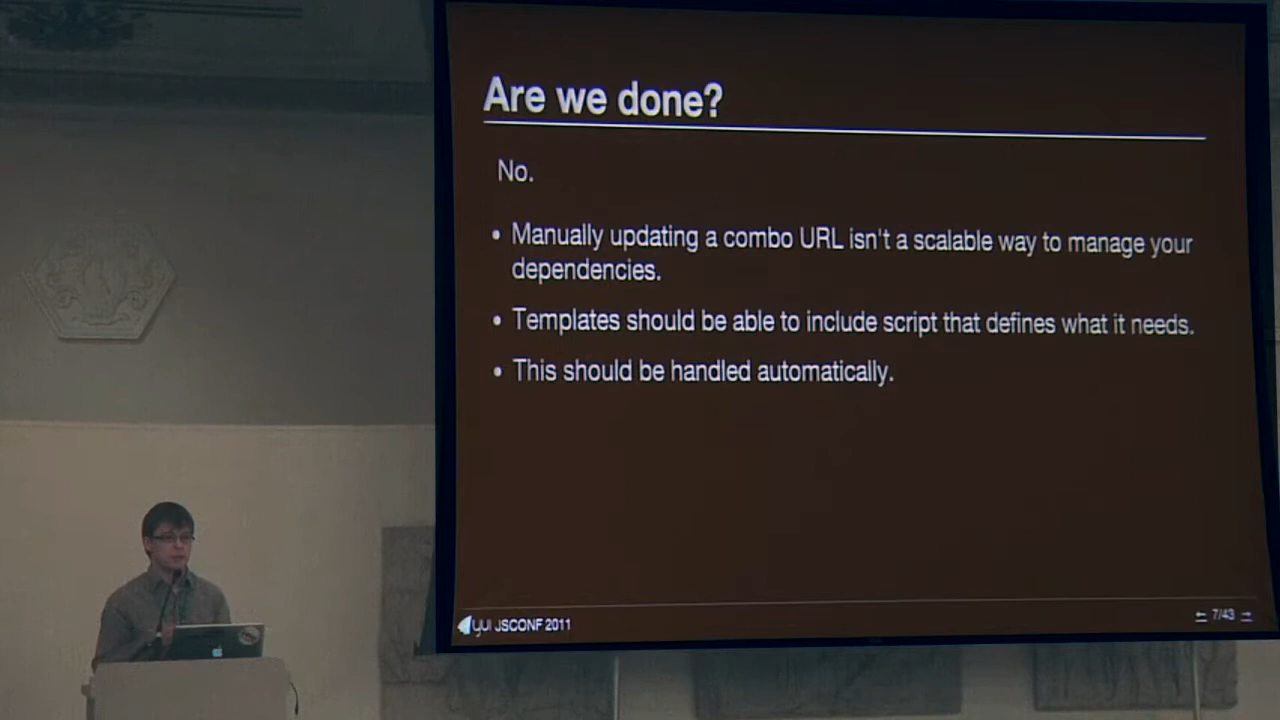 Are we done?
No.
• Manually updating a combo URL isn't a scalable way to manage your
dependencies.
• Templates should be able to include script that defines what it needs.
• This should be handled automatically.
YUI JSCONF 2011
7/43